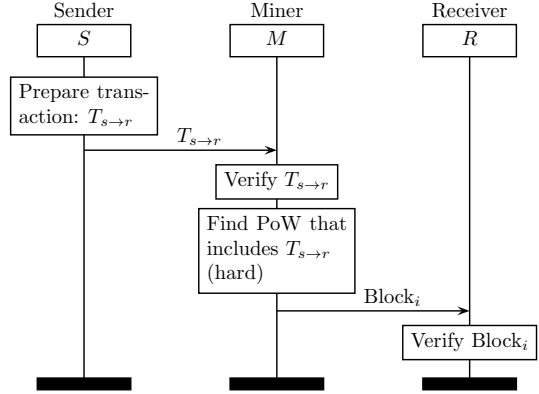 Sender Miner Receiver
S M R
Prepare trans-
action: T_{s→r}
T_{s→r}
Verify T_{s→r}
Find PoW that
includes T_{s→r}
(hard)
Block_i
Verify Block_i